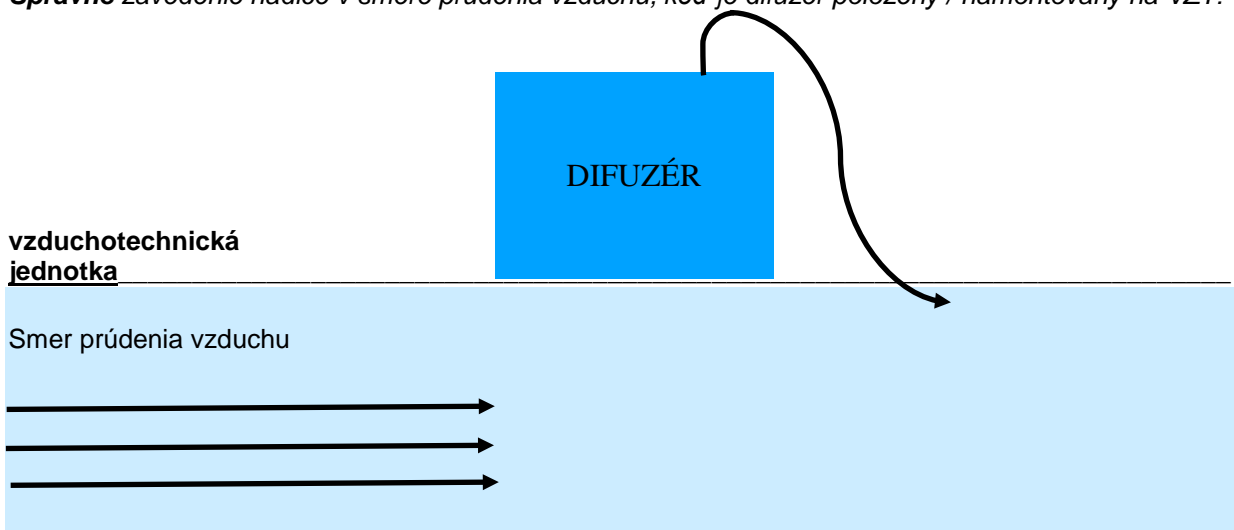 Správne zavedenie hadice v smere prúdenia vzduchu, keď je difuzér položený / namontovaný na VZT:
DIFUZÉR
vzduchotechnická
jednotka
Smer prúdenia vzduchu